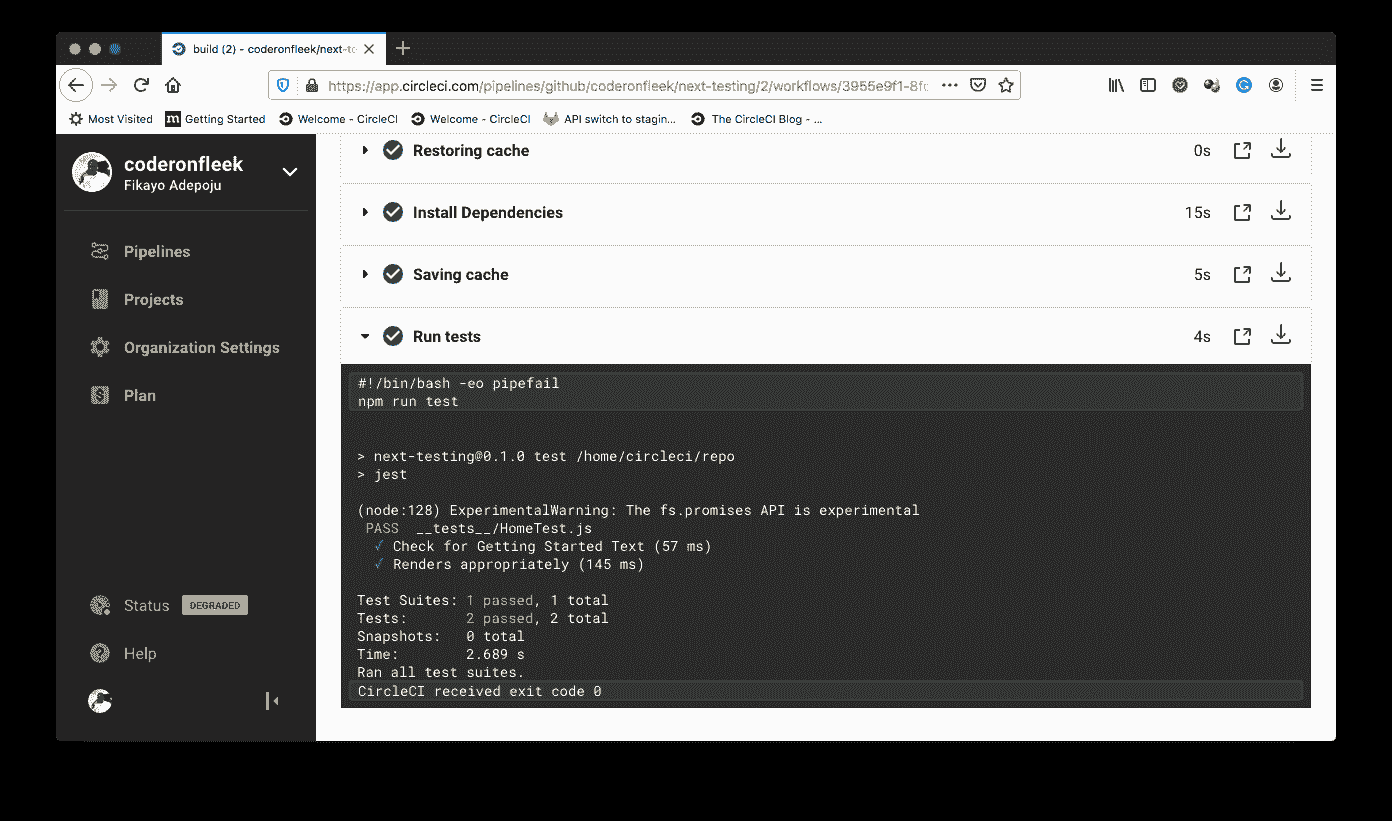 build (2) - coderonfleek/next-to
https://app.circleci.com/pipelines/github/coderonfleek/next-testing/2/workflows/3955e9f1-8f
Most Visited
Getting Started
Welcome - CircleCI
Welcome - CircleCI
API switch to stagin...
The CircleCI Blog - ...
coderonfleek
Fikayo Adepoju
Pipelines
Projects
Organization Settings
Plan
Status DEGRADED
Help
Restoring cache 0s
Install Dependencies 15s
Saving cache 5s
Run tests 4s
#!/bin/bash -eo pipefail
npm run test
> next-testing@0.1.0 test /home/circleci/repo
> jest
(node:128) ExperimentalWarning: The fs.promises API is experimental
PASS __tests__/HomeTest.js
✓ Check for Getting Started Text (57 ms)
✓ Renders appropriately (145 ms)
Test Suites: 1 passed, 1 total
Tests: 2 passed, 2 total
Snapshots: 0 total
Time: 2.689 s
Ran all test suites.
CircleCI received exit code 0